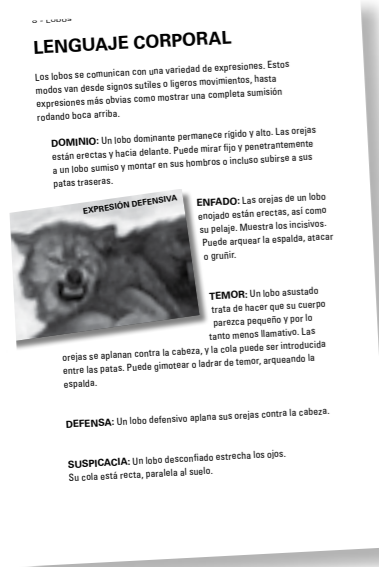 LENGUAJE CORPORAL
Los lobos se comunican con una variedad de expresiones. Estos
modos van desde signos sutiles o ligeros movimientos, hasta
expresiones más obvias como mostrar una completa sumisión
rodando boca arriba.
DOMINIO: Un lobo dominante permanece rígido y alto. Las orejas
están erectas y hacia delante. Puede mirar fijo y penetrantemente
a un lobo sumiso y montar en sus hombros o incluso subirse a sus
patas traseras.
EXPRESIÓN DEFENSIVA
ENFADO: Las orejas de un lobo
enojado están erectas, así como
su pelaje. Muestra los incisivos.
Puede arquear la espalda, atacar
o gruñir.
TEMOR: Un lobo asustado
trata de hacer que su cuerpo
parezca pequeño y por lo
tanto menos llamativo. Las
orejas se aplanan contra la cabeza, y la cola puede ser introducida
entre las patas. Puede gimotear o ladrar de temor, arqueando la
espalda.
DEFENSA: Un lobo defensivo aplana sus orejas contra la cabeza.
SUSPICACIA: Un lobo desconfiado estrecha los ojos.
Su cola está recta, paralela al suelo.